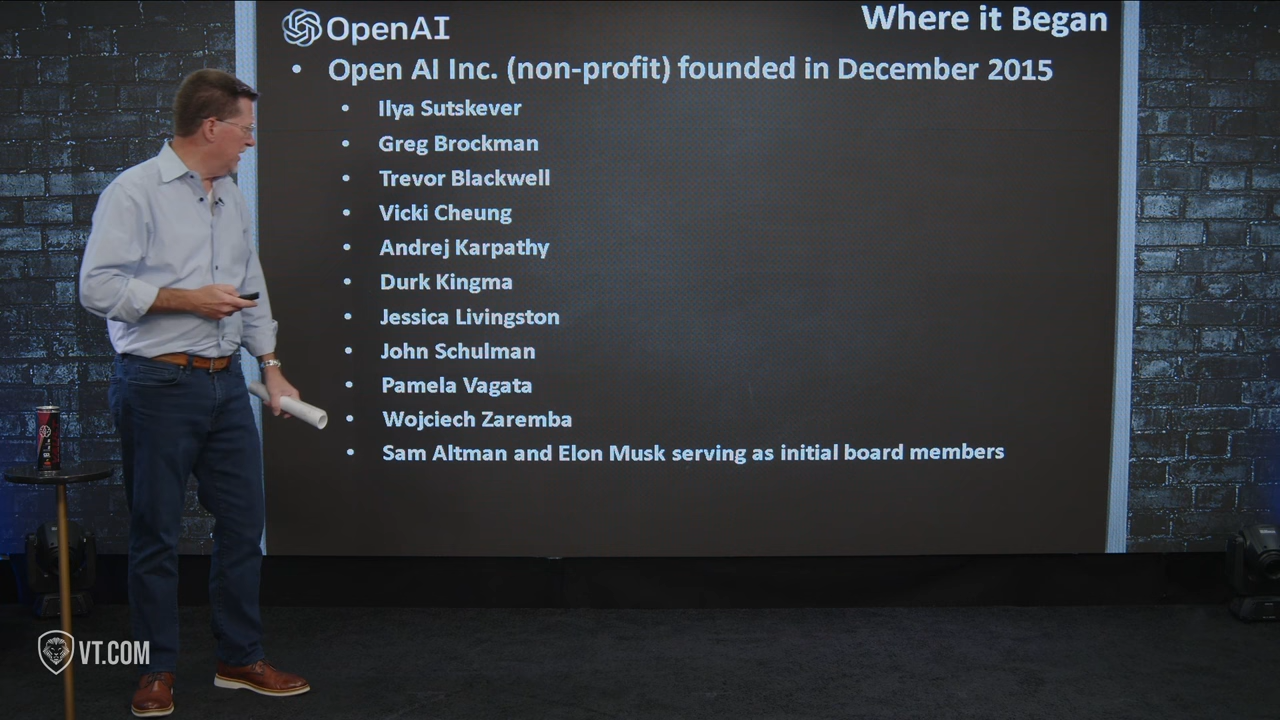 OpenAI
Where it Began
• Open AI Inc. (non-profit) founded in December 2015
• Ilya Sutskever
• Greg Brockman
• Trevor Blackwell
• Vicki Cheung
• Andrej Karpathy
• Durk Kingma
• Jessica Livingston
• John Schulman
• Pamela Vagata
• Wojciech Zaremba
• Sam Altman and Elon Musk serving as initial board members
VT.COM